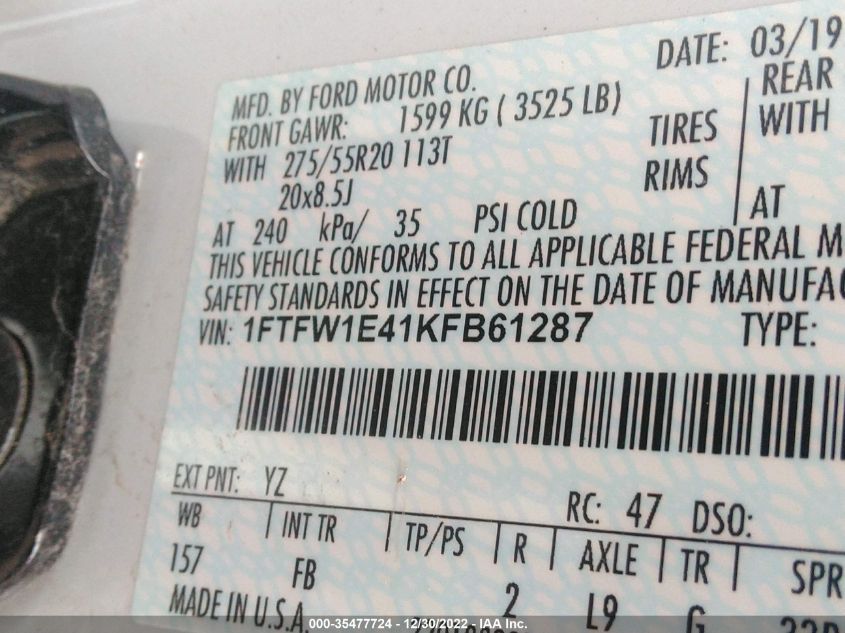 DATE: 03/19
MFD. BY FORD MOTOR CO.
FRONT GAWR: 1599 KG ( 3525 LB)
REAR
WITH 275/55R20 113T TIRES
WITH
20x8.5J RIMS
AT 240 kPa/ 35 PSI COLD
AT
THIS VEHICLE CONFORMS TO ALL APPLICABLE FEDERAL M
SAFETY STANDARDS IN EFFECT ON THE DATE OF MANUFAC
VIN: 1FTFW1E41KFB61287 TYPE:
EXT PNT: YZ RC: 47 DSO:
WB INT TR TP/PS R AXLE TR SPR
157 FB 2 L9 G
MADE IN U.S.A.
000-35477724 - 12/30/2022 - IAA Inc.